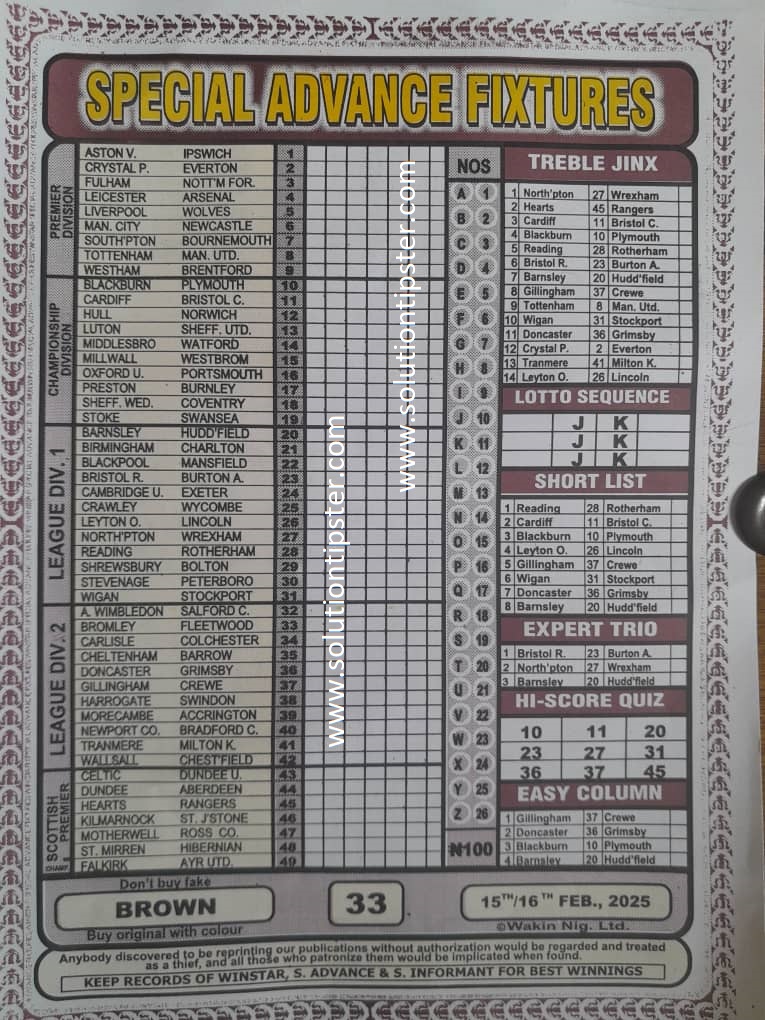 SPECIAL ADVANCE FIXTURES
PREMIER DIVISION
ASTON V. IPSWICH 1
CRYSTAL P. EVERTON 2
FULHAM NOTT'M FOR. 3
LEICESTER ARSENAL 4
LIVERPOOL WOLVES 5
MAN. CITY NEWCASTLE 6
SOUTH'PTON BOURNEMOUTH 7
TOTTENHAM MAN. UTD. 8
WESTHAM BRENTFORD 9
CHAMPIONSHIP DIVISION
BLACKBURN PLYMOUTH 10
CARDIFF BRISTOL C. 11
HULL NORWICH 12
LUTON SHEFF. UTD. 13
MIDDLESBRO WATFORD 14
MILLWALL WESTBROM 15
OXFORD U. PORTSMOUTH 16
PRESTON BURNLEY 17
SHEFF. WED. COVENTRY 18
STOKE SWANSEA 19
LEAGUE DIV. 1
BARNSLEY HUDD'FIELD 20
BIRMINGHAM CHARLTON 21
BLACKPOOL MANSFIELD 22
BRISTOL R. BURTON A. 23
CAMBRIDGE U. EXETER 24
CRAWLEY WYCOMBE 25
LEYTON O. LINCOLN 26
NORTH'PTON WREXHAM 27
READING ROTHERHAM 28
SHREWSBURY BOLTON 29
STEVENAGE PETERBORO 30
WIGAN STOCKPORT 31
LEAGUE DIV. 2
A. WIMBLEDON SALFORD C. 32
BROMLEY FLEETWOOD 33
CARLISLE COLCHESTER 34
CHELTENHAM BARROW 35
DONCASTER GRIMSBY 36
GILLINGHAM CREWE 37
HARROGATE SWINDON 38
MORECAMBE ACCRINGTON 39
NEWPORT CO. BRADFORD C. 40
TRANMERE MILTON K. 41
WALLSALL CHEST'FIELD 42
SCOTTISH PREMIER
CELTIC DUNDEE U. 43
DUNDEE ABERDEEN 44
HEARTS RANGERS 45
KILMARNOCK ST. J'STONE 46
MOTHERWELL ROSS CO. 47
ST. MIRREN HIBERNIAN 48
FALKIRK AYR UTD. 49
www.solutiontipster.com
www.solutiontipster.com
NOS
A 1
B 2
C 3
D 4
E 5
F 6
G 7
H 8
I 9
J 10
K 11
L 12
M 13
N 14
O 15
P 16
Q 17
R 18
S 19
T 20
U 21
V 22
W 23
X 24
Y 25
Z 26
₦100
TREBLE JINX
1 North'pton 27 Wrexham
2 Hearts 45 Rangers
3 Cardiff 11 Bristol C.
4 Blackburn 10 Plymouth
5 Reading 28 Rotherham
6 Bristol R. 23 Burton A.
7 Barnsley 20 Hudd'field
8 Gillingham 37 Crewe
9 Tottenham 8 Man. Utd.
10 Wigan 31 Stockport
11 Doncaster 36 Grimsby
12 Crystal P. 2 Everton
13 Tranmere 41 Milton K.
14 Leyton O. 26 Lincoln
LOTTO SEQUENCE
J K
J K
J K
SHORT LIST
1 Reading 28 Rotherham
2 Cardiff 11 Bristol C.
3 Blackburn 10 Plymouth
4 Leyton O. 26 Lincoln
5 Gillingham 37 Crewe
6 Wigan 31 Stockport
7 Doncaster 36 Grimsby
8 Barnsley 20 Hudd'field
EXPERT TRIO
1 Bristol R. 23 Burton A.
2 North'pton 27 Wrexham
3 Barnsley 20 Hudd'field
HI-SCORE QUIZ
10 11 20
23 27 31
36 37 45
EASY COLUMN
1 Gillingham 37 Crewe
2 Doncaster 36 Grimsby
3 Blackburn 10 Plymouth
4 Barnsley 20 Hudd'field
Don't buy fake
BROWN
Buy original with colour
33
15TH/16TH FEB., 2025
©Wakin Nig. Ltd.
Anybody discovered to be reprinting our publications without authorization would be regarded and treated
as a thief, and all those who patronize them would be implicated when found.
KEEP RECORDS OF WINSTAR, S. ADVANCE & S. INFORMANT FOR BEST WINNINGS